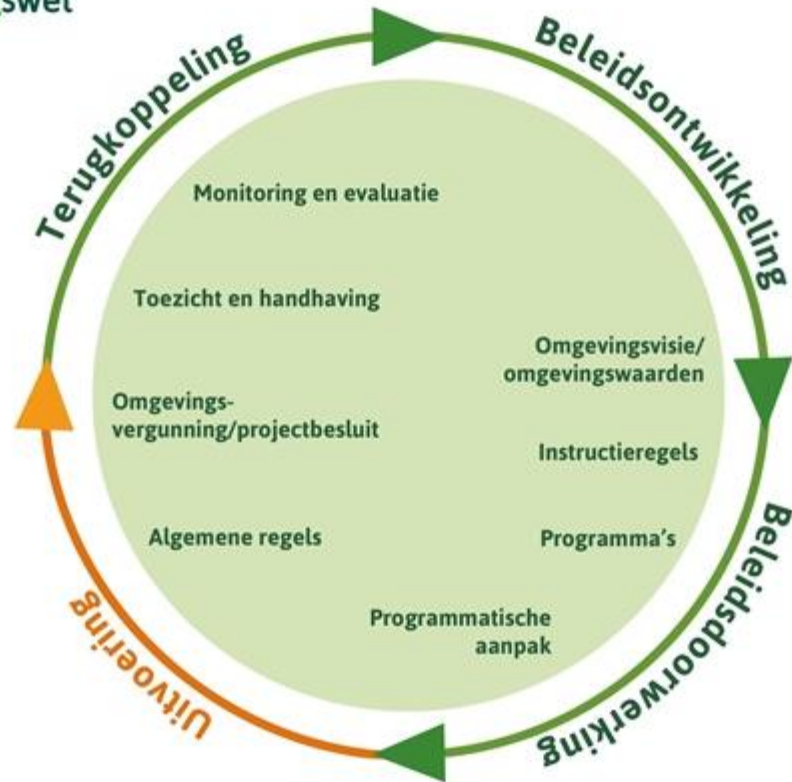 Terugkoppeling
Beleidsontwikkeling
Monitoring en evaluatie
Toezicht en handhaving
Omgevingsvisie/
omgevingswaarden
Omgevings-
vergunning/projectbesluit
Instructieregels
Algemene regels
Programma's
Programmatische
aanpak
Beleidsdoorwerking
Uitvoering